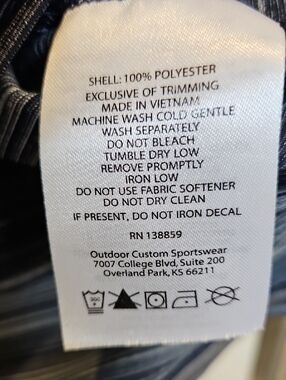 SHELL: 100% POLYESTER
EXCLUSIVE OF TRIMMING
MADE IN VIETNAM
MACHINE WASH COLD GENTLE
WASH SEPARATELY
DO NOT BLEACH
TUMBLE DRY LOW
REMOVE PROMPTLY
IRON LOW
DO NOT USE FABRIC SOFTENER
DO NOT DRY CLEAN
IF PRESENT, DO NOT IRON DECAL
RN 138859
Outdoor Custom Sportswear
7007 College Blvd, Suite 200
Overland Park, KS 66211